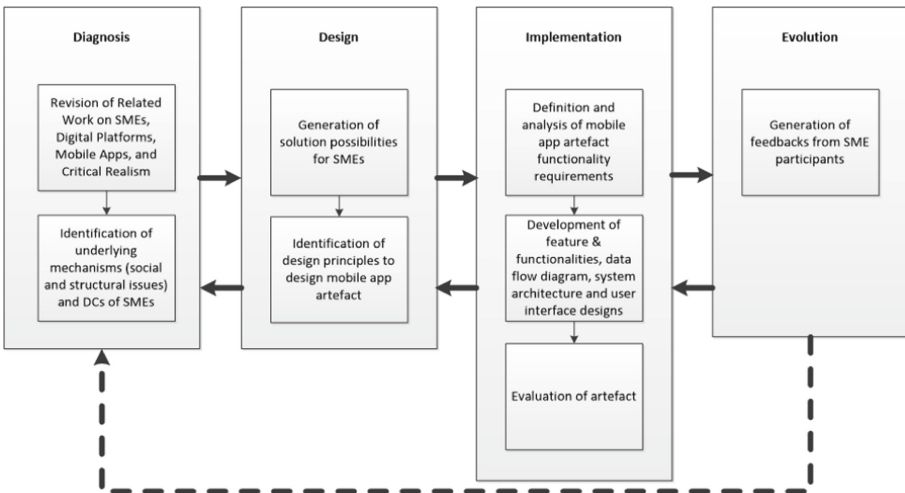 Diagnosis
Revision of Related
Work on SMEs,
Digital Platforms,
Mobile Apps, and
Critical Realism
Identification of
underlying
mechanisms (social
and structural issues)
and DCs of SMEs
Design
Generation of
solution possibilities
for SMEs
Identification of
design principles to
design mobile app
artefact
Implementation
Definition and
analysis of mobile
app artefact
functionality
requirements
Development of
feature &
functionalities, data
flow diagram, system
architecture and user
interface designs
Evaluation of artefact
Evolution
Generation of
feedbacks from SME
participants